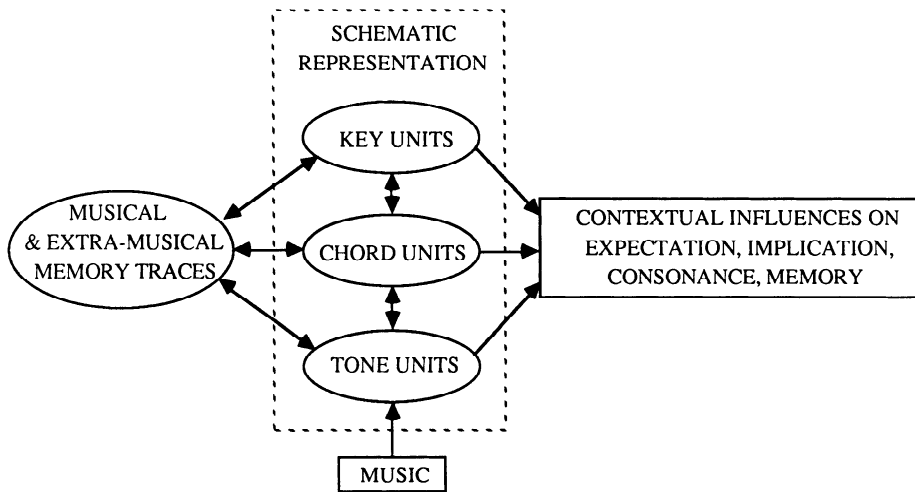 SCHEMATIC
REPRESENTATION
KEY UNITS
MUSICAL
& EXTRA-MUSICAL
MEMORY TRACES
CHORD UNITS
CONTEXTUAL INFLUENCES ON
EXPECTATION, IMPLICATION,
CONSONANCE, MEMORY
TONE UNITS
MUSIC